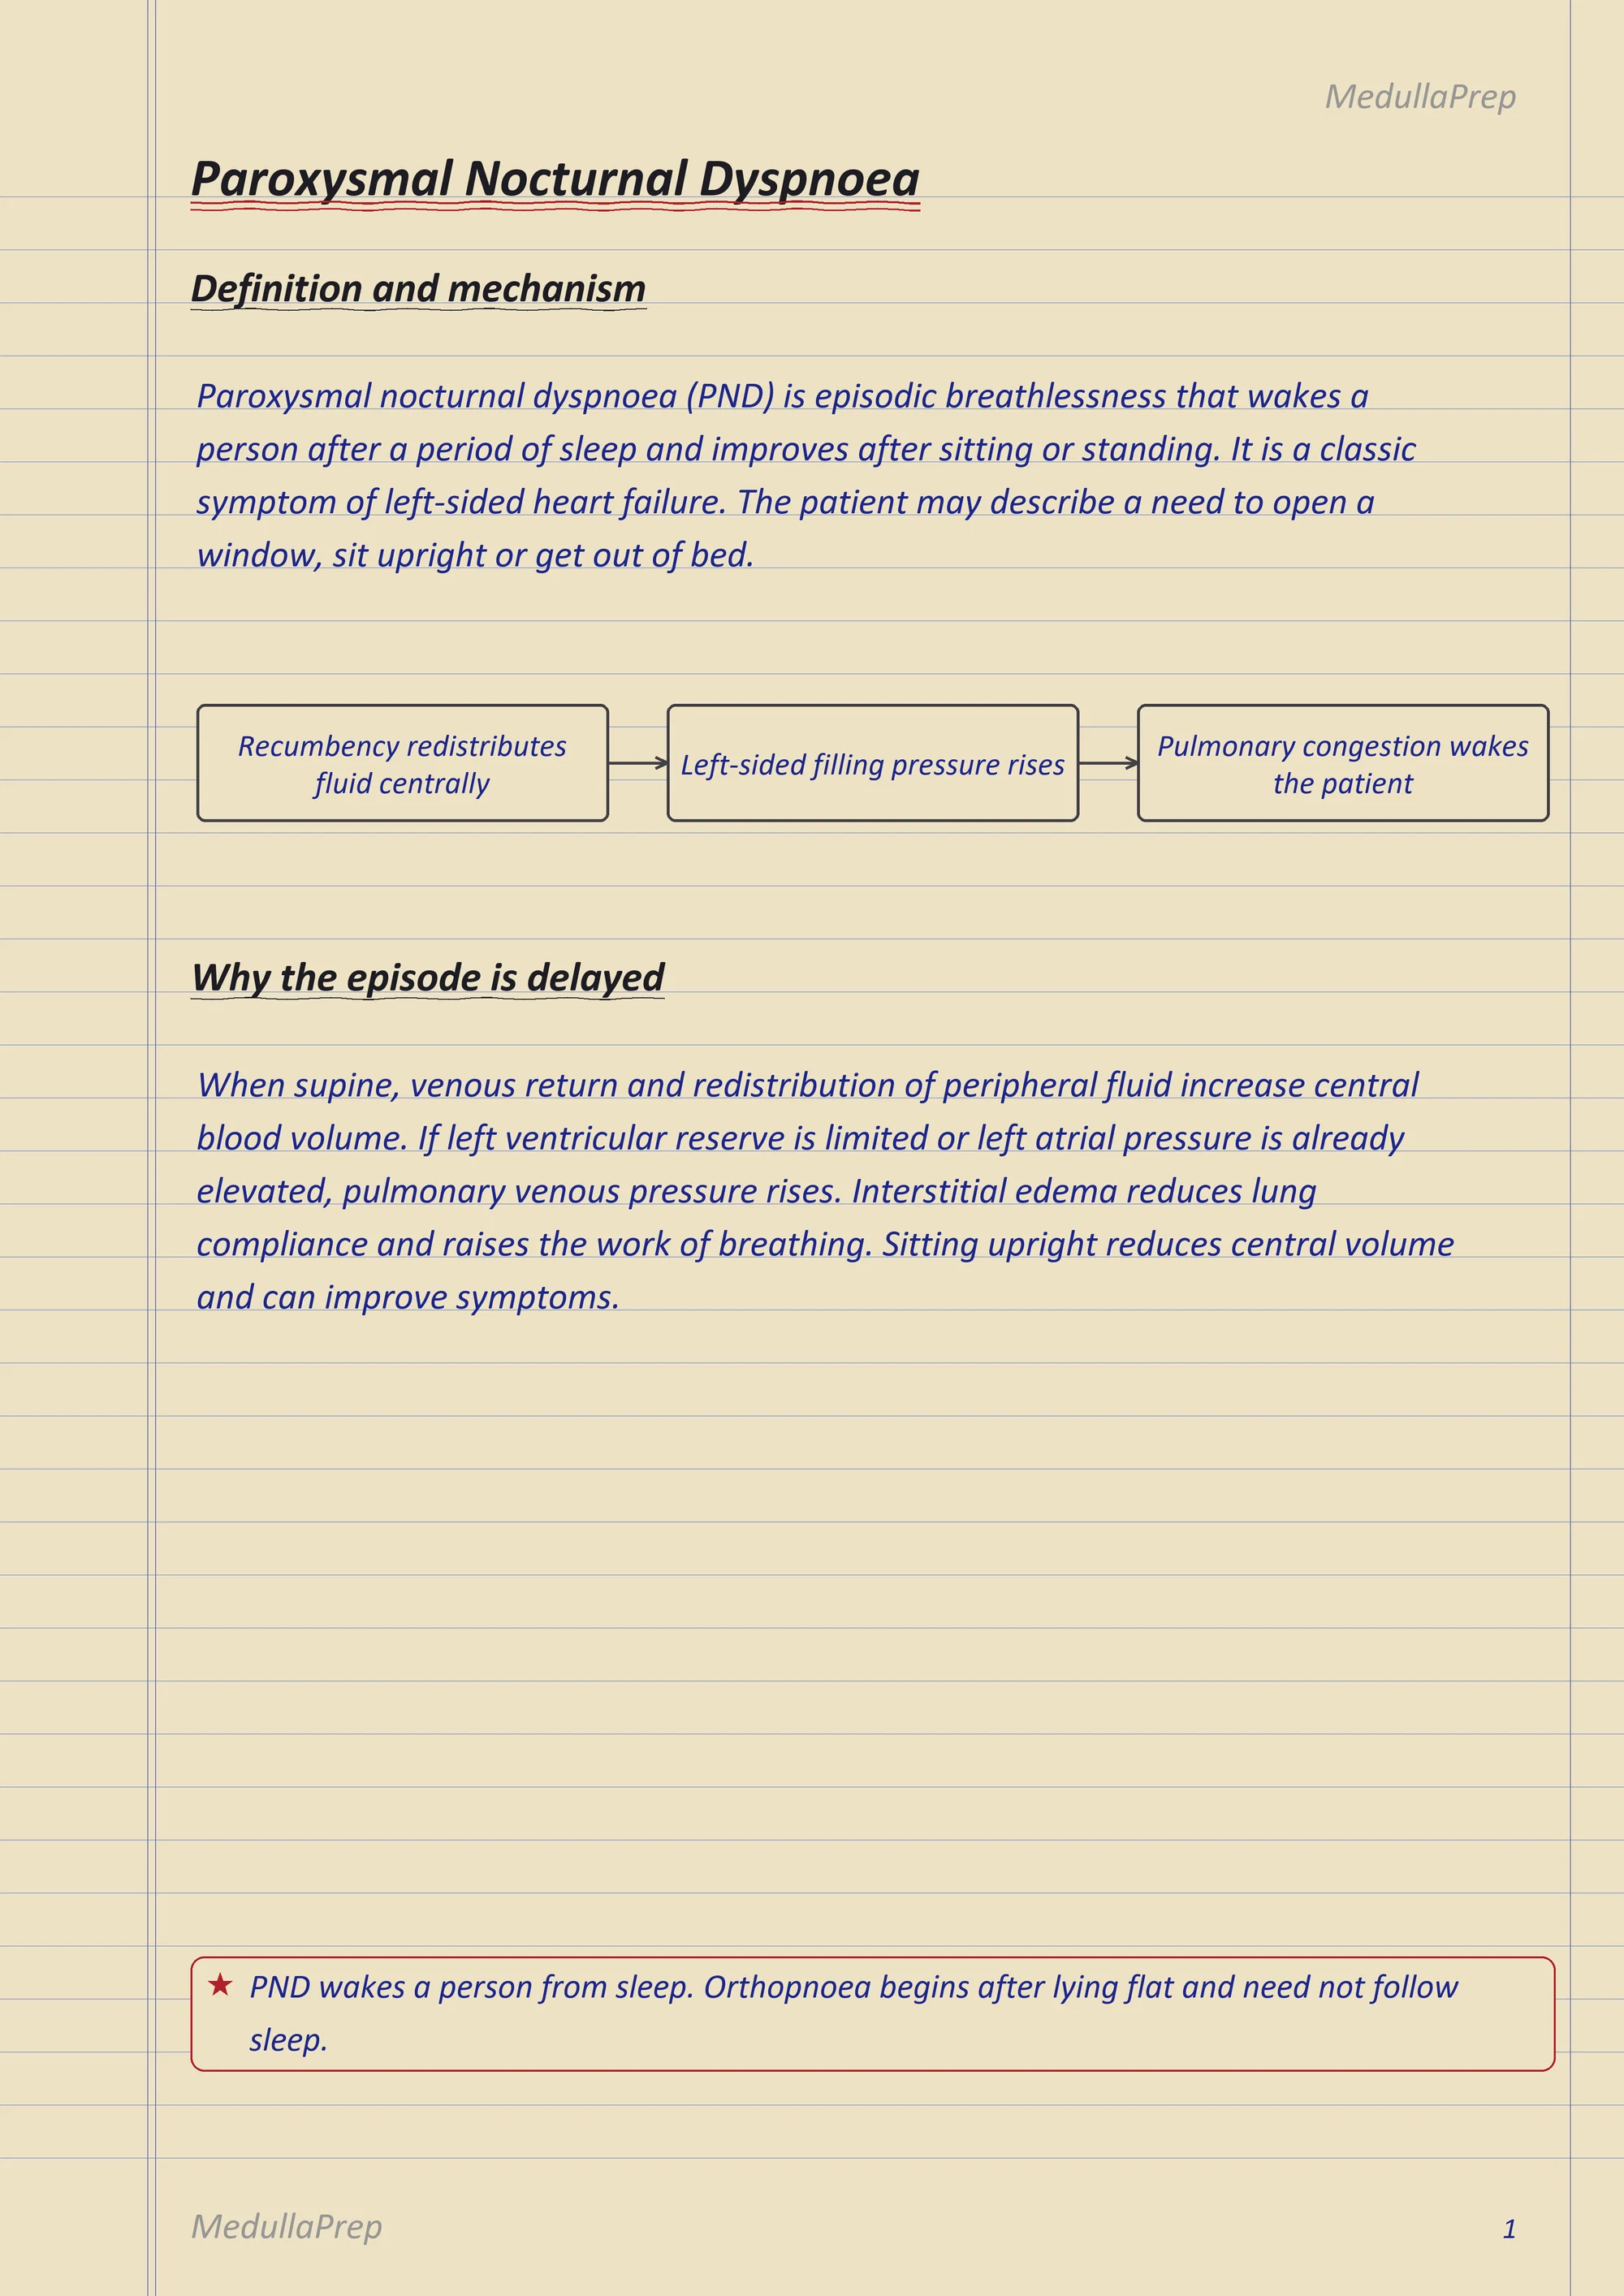 MedullaPrep
Paroxysmal Nocturnal Dyspnoea
Definition and mechanism
Paroxysmal nocturnal dyspnoea (PND) is episodic breathlessness that wakes a
person after a period of sleep and improves after sitting or standing. It is a classic
symptom of left-sided heart failure. The patient may describe a need to open a
window, sit upright or get out of bed.
Recumbency redistributes
fluid centrally
Left-sided filling pressure rises
Pulmonary congestion wakes
the patient
Why the episode is delayed
When supine, venous return and redistribution of peripheral fluid increase central
blood volume. If left ventricular reserve is limited or left atrial pressure is already
elevated, pulmonary venous pressure rises. Interstitial edema reduces lung
compliance and raises the work of breathing. Sitting upright reduces central volume
and can improve symptoms.
★ PND wakes a person from sleep. Orthopnoea begins after lying flat and need not follow
sleep.
MedullaPrep
1